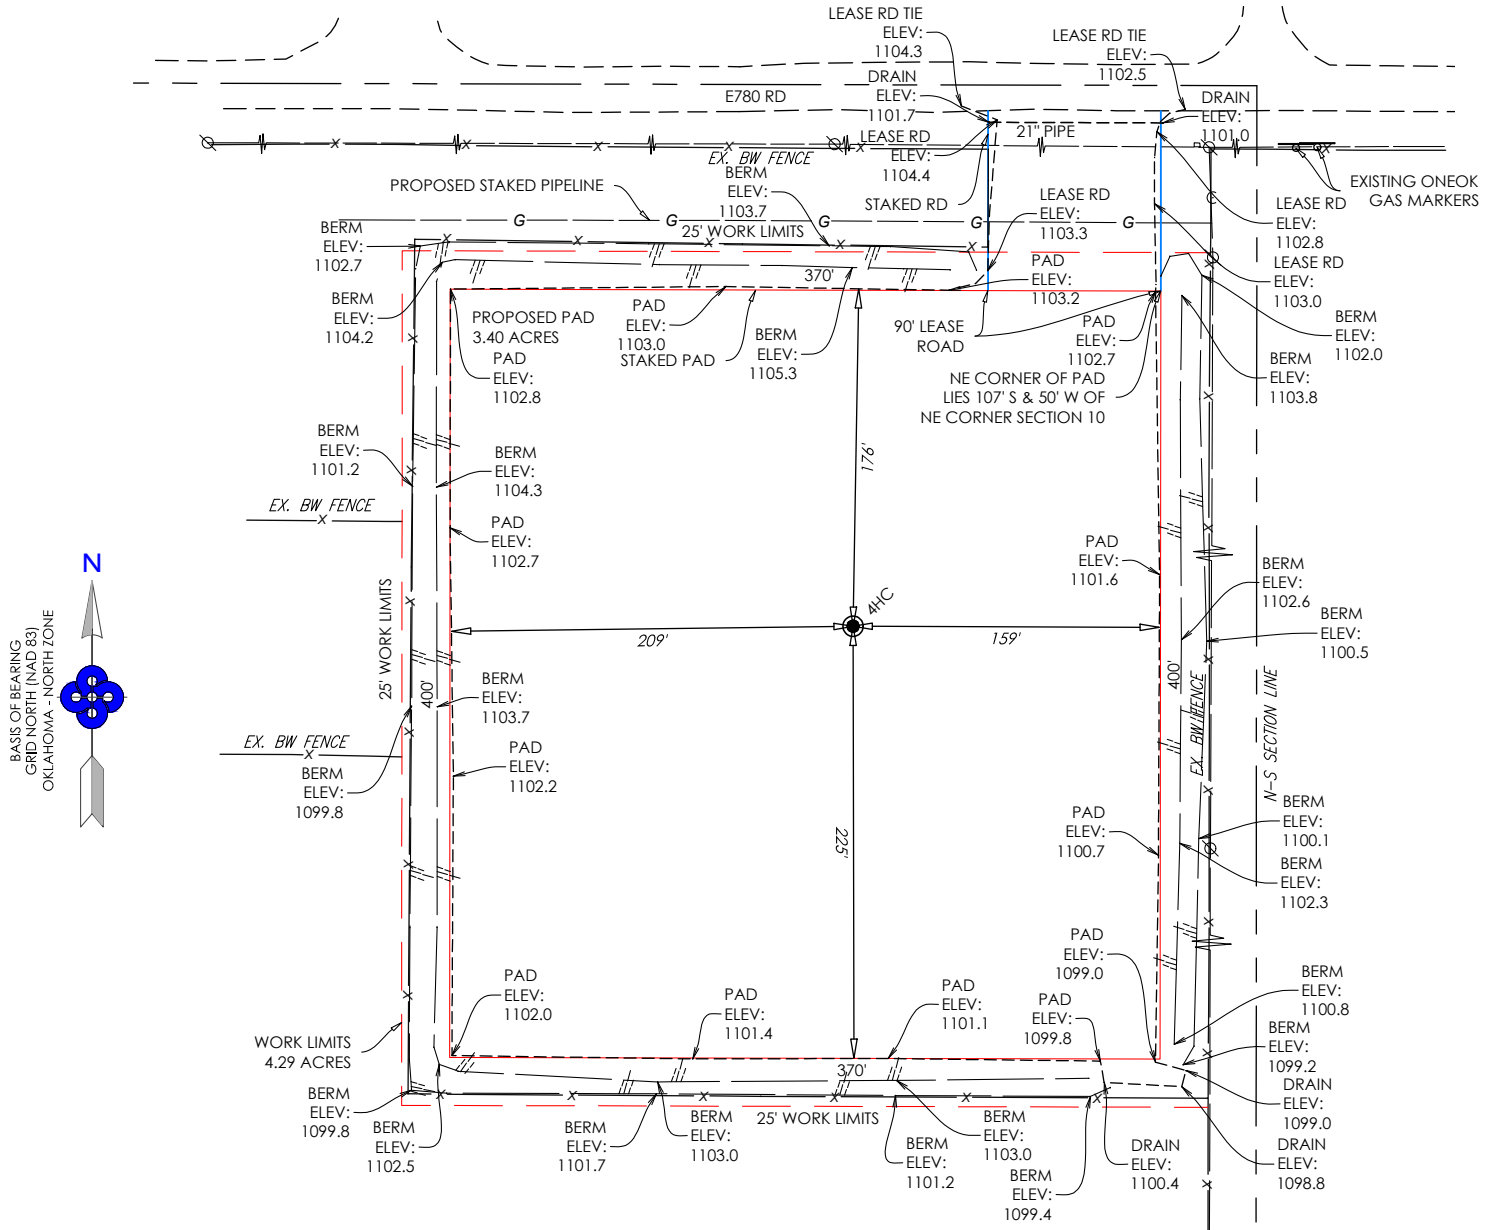 LEASE RD TIE
ELEV:
1104.3
LEASE RD TIE
ELEV:
1102.5
DRAIN
ELEV:
1101.7
E780 RD
DRAIN
ELEV:
1101.0
21" PIPE
LEASE RD
ELEV:
1104.4
EX. BW FENCE
BERM
ELEV:
1103.7
PROPOSED STAKED PIPELINE
STAKED RD
LEASE RD
ELEV:
1103.3
EXISTING ONEOK
GAS MARKERS
LEASE RD
ELEV:
1102.8
G
G
G
G
G
25' WORK LIMITS
BERM
ELEV:
1102.7
LEASE RD
ELEV:
1103.0
370'
PAD
ELEV:
1103.2
BERM
ELEV:
1104.2
PROPOSED PAD
3.40 ACRES
PAD
ELEV:
1103.0
STAKED PAD
BERM
ELEV:
1105.3
90' LEASE
ROAD
PAD
ELEV:
1102.7
BERM
ELEV:
1102.0
PAD
ELEV:
1102.8
NE CORNER OF PAD
LIES 107' S & 50' W OF
NE CORNER SECTION 10
BERM
ELEV:
1103.8
BERM
ELEV:
1101.2
BERM
ELEV:
1104.3
176'
EX. BW FENCE
PAD
ELEV:
1102.7
PAD
ELEV:
1101.6
N
BASIS OF BEARING
GRID NORTH (NAD 83)
OKLAHOMA - NORTH ZONE
25' WORK LIMITS
4HC
209'
159'
BERM
ELEV:
1102.6
BERM
ELEV:
1100.5
400'
BERM
ELEV:
1103.7
400'
EX. BW FENCE
N-S SECTION LINE
EX. BW FENCE
BERM
ELEV:
1099.8
PAD
ELEV:
1102.2
225'
PAD
ELEV:
1100.7
BERM
ELEV:
1100.1
BERM
ELEV:
1102.3
PAD
ELEV:
1099.0
PAD
ELEV:
1102.0
PAD
ELEV:
1101.4
PAD
ELEV:
1101.1
PAD
ELEV:
1099.8
BERM
ELEV:
1100.8
WORK LIMITS
4.29 ACRES
BERM
ELEV:
1099.2
370'
DRAIN
ELEV:
1099.0
BERM
ELEV:
1099.8
BERM
ELEV:
1102.5
BERM
ELEV:
1101.7
BERM
ELEV:
1103.0
25' WORK LIMITS
BERM
ELEV:
1101.2
BERM
ELEV:
1103.0
BERM
ELEV:
1099.4
DRAIN
ELEV:
1100.4
DRAIN
ELEV:
1098.8